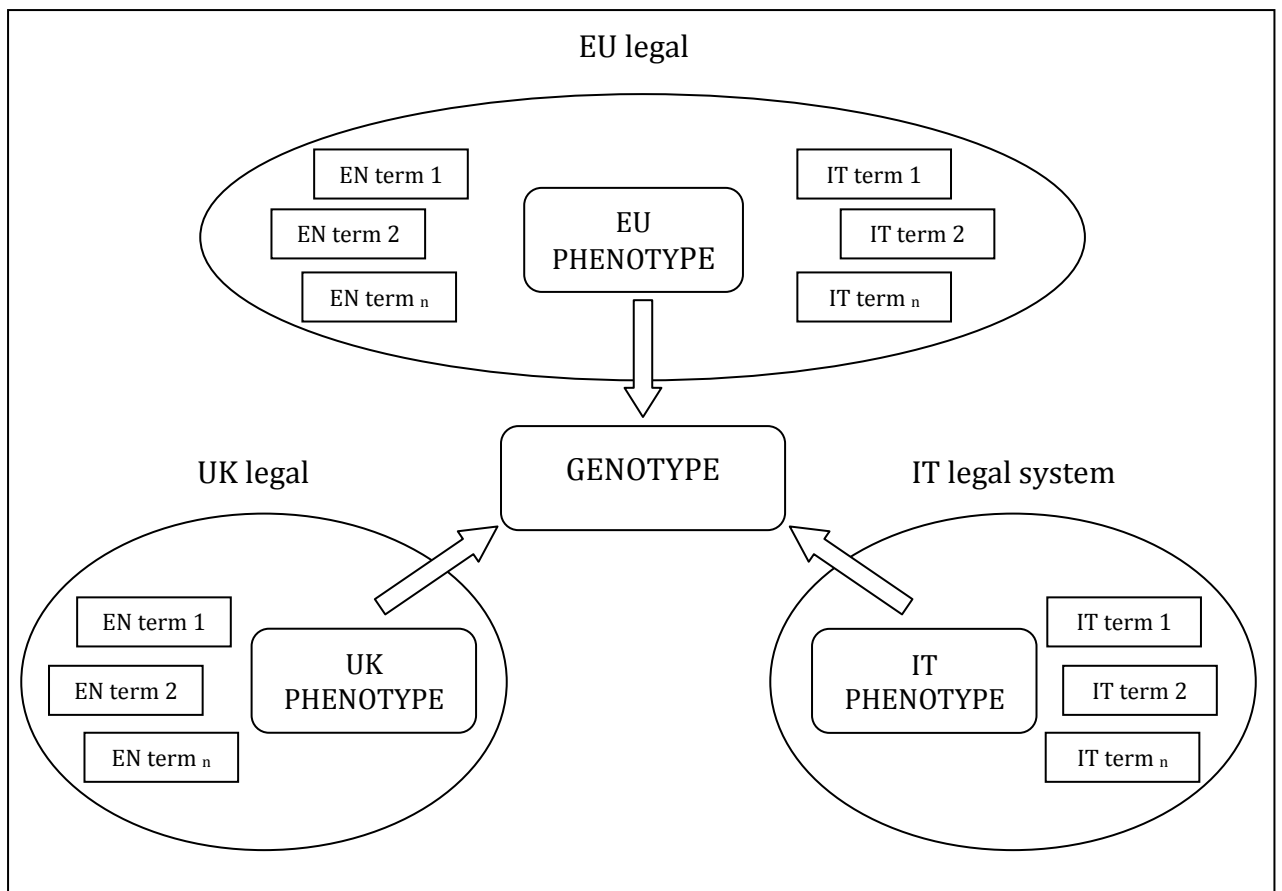 EU legal
EN term 1
IT term 1
EN term 2
EU
PHENOTYPE
IT term 2
EN term n
IT term n
GENOTYPE
UK legal
IT legal system
EN term 1
UK
PHENOTYPE
EN term 2
EN term n
IT
PHENOTYPE
IT term 1
IT term 2
IT term n